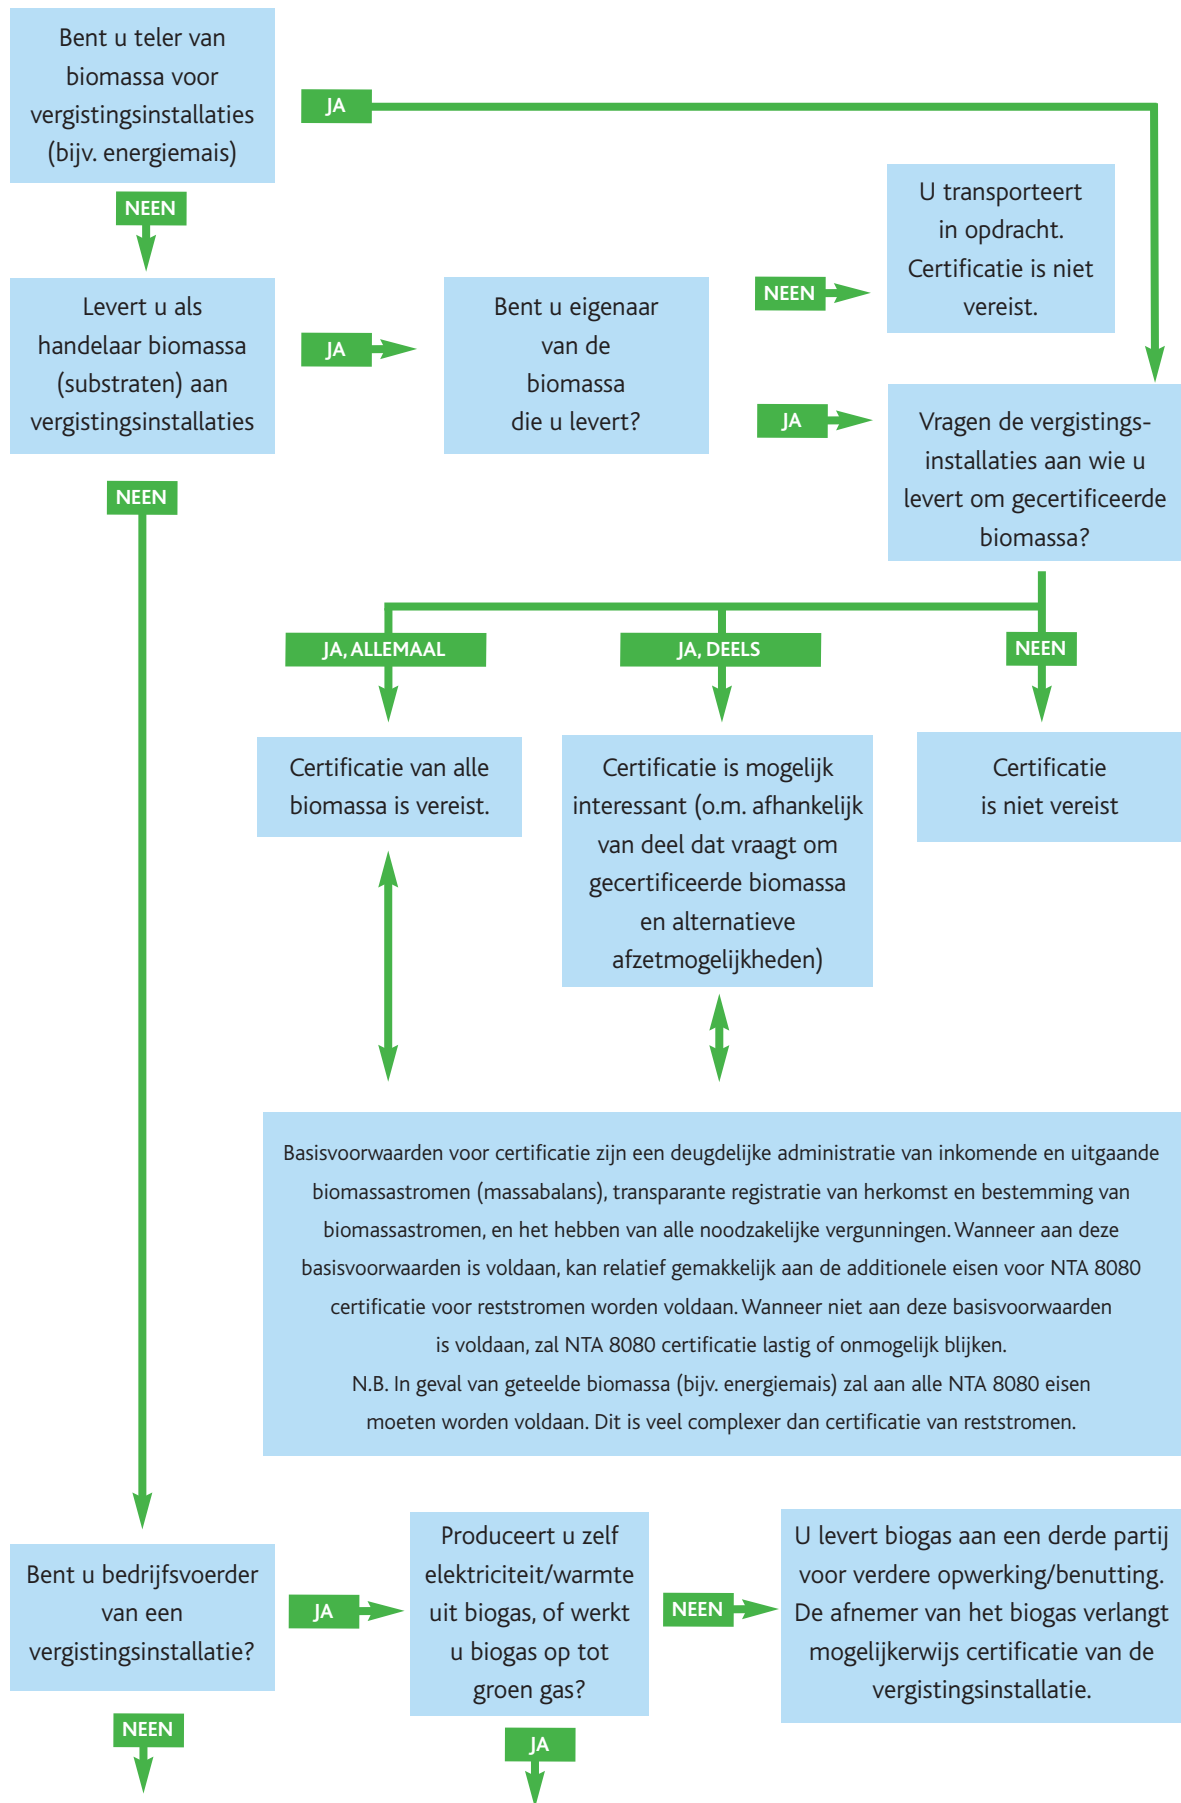 Bent u teler van
biomassa voor
vergistingsinstallaties
(bijv. energiemais)
JA
NEEN
U transporteert
in opdracht.
Certificatie is niet
vereist.
Levert u als
handelaar biomassa
(substraten) aan
vergistingsinstallaties
JA
Bent u eigenaar
van de
biomassa
die u levert?
NEEN
JA
Vragen de vergistings-
installaties aan wie u
levert om gecertificeerde
biomassa?
NEEN
JA, ALLEMAAL
JA, DEELS
NEEN
Certificatie van alle
biomassa is vereist.
Certificatie is mogelijk
interessant (o.m. afhankelijk
van deel dat vraagt om
gecertificeerde biomassa
en alternatieve
afzetmogelijkheden)
Certificatie
is niet vereist
Basisvoorwaarden voor certificatie zijn een deugdelijke administratie van inkomende en uitgaande
biomassastromen (massabalans), transparante registratie van herkomst en bestemming van
biomassastromen, en het hebben van alle noodzakelijke vergunningen. Wanneer aan deze
basisvoorwaarden is voldaan, kan relatief gemakkelijk aan de additionele eisen voor NTA 8080
certificatie voor reststromen worden voldaan. Wanneer niet aan deze basisvoorwaarden
is voldaan, zal NTA 8080 certificatie lastig of onmogelijk blijken.
N.B. In geval van geteelde biomassa (bijv. energiemais) zal aan alle NTA 8080 eisen
moeten worden voldaan. Dit is veel complexer dan certificatie van reststromen.
Bent u bedrijfsvoerder
van een
vergistingsinstallatie?
JA
Produceert u zelf
elektriciteit/warmte
uit biogas, of werkt
u biogas op tot
groen gas?
NEEN
U levert biogas aan een derde partij
voor verdere opwerking/benutting.
De afnemer van het biogas verlangt
mogelijkerwijs certificatie van de
vergistingsinstallatie.
NEEN
JA